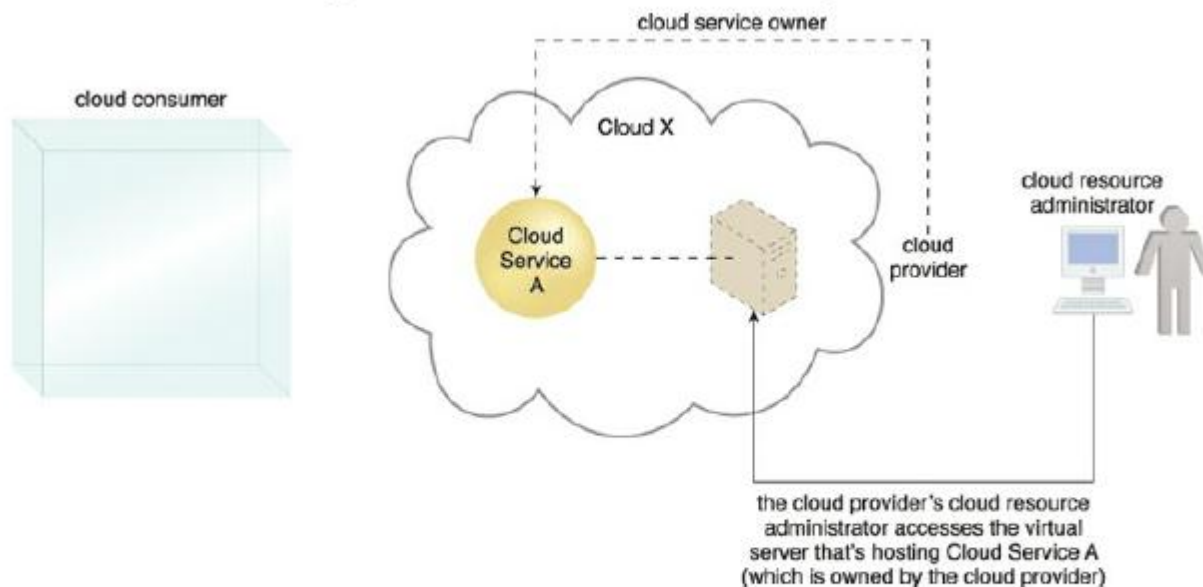 cloud service owner
cloud consumer
Cloud X
cloud resource
administrator
Cloud
Service
A
cloud
provider
the cloud provider's cloud resource
administrator accesses the virtual
server that's hosting Cloud Service A
(which is owned by the cloud provider)